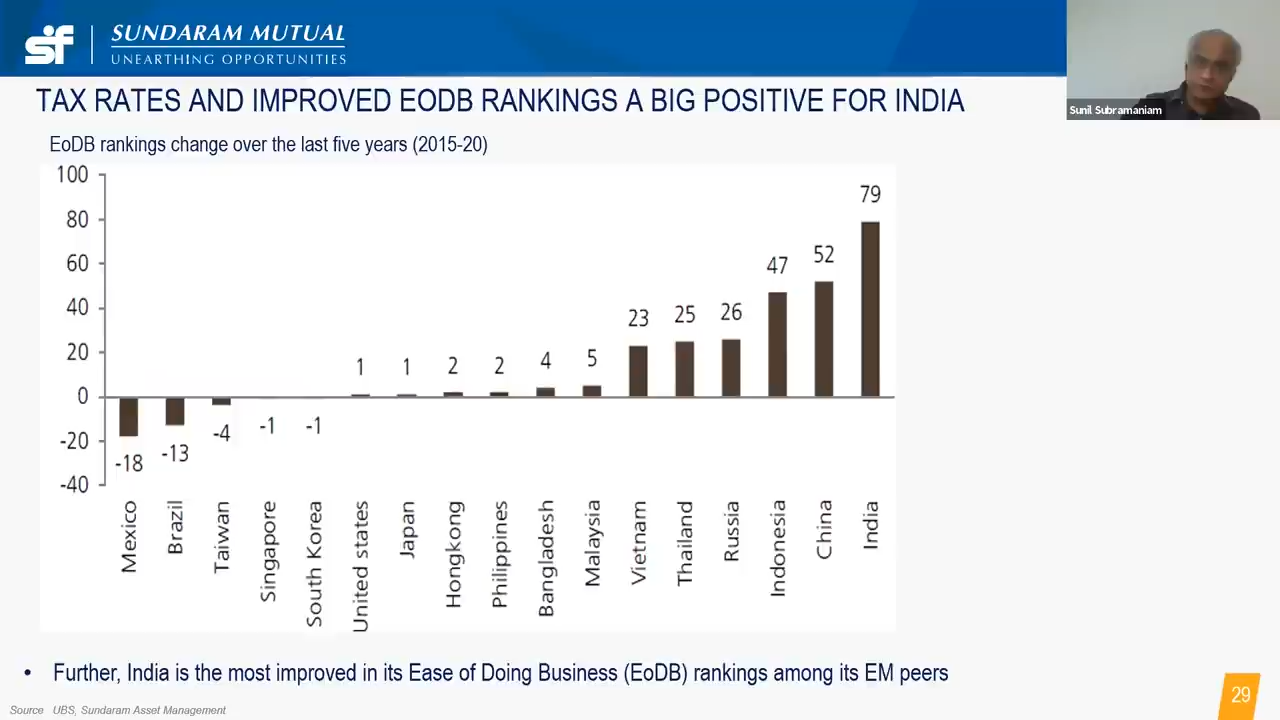 sf
SUNDARAM MUTUAL
UNEARTHING OPPORTUNITIES
Sunil Subramaniam
TAX RATES AND IMPROVED EODB RANKINGS A BIG POSITIVE FOR INDIA
EoDB rankings change over the last five years (2015-20)
100
80
60
40
20
0
-20
-40
-18
-13
-4
-1
-1
1
1
2
2
4
5
23
25
26
47
52
79
Mexico
Brazil
Taiwan
Singapore
South Korea
United states
Japan
Hongkong
Philippines
Bangladesh
Malaysia
Vietnam
Thailand
Russia
Indonesia
China
India
• Further, India is the most improved in its Ease of Doing Business (EoDB) rankings among its EM peers
Source UBS, Sundaram Asset Management
29